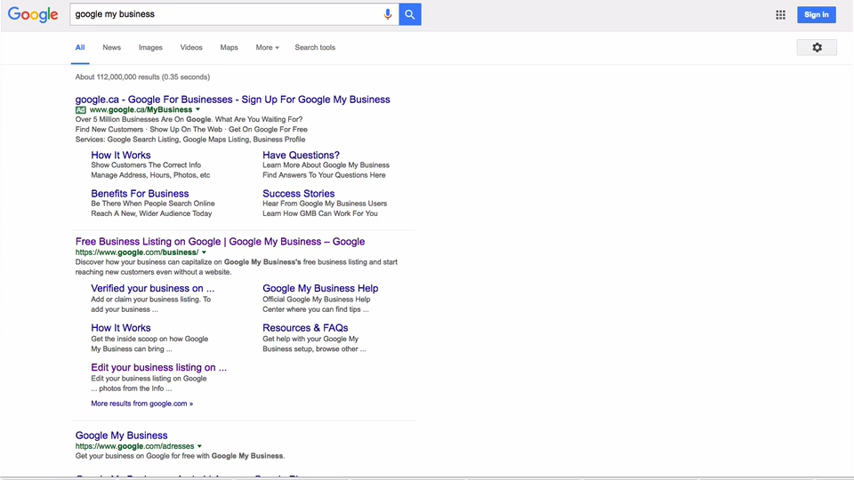 Google
google my business
Sign in
All News Images Videos Maps More Search tools
About 112,000,000 results (0.35 seconds)
google.ca - Google For Businesses - Sign Up For Google My Business
Ad www.google.ca/MyBusiness
Over 5 Million Businesses Are On Google. What Are You Waiting For?
Find New Customers · Show Up On The Web · Get On Google For Free
Services: Google Search Listing, Google Maps Listing, Business Profile
How It Works
Show Customers The Correct Info
Manage Address, Hours, Photos, etc
Have Questions?
Learn More About Google My Business
Find Answers To Your Questions Here
Benefits For Business
Be There When People Search Online
Reach A New, Wider Audience Today
Success Stories
Hear From Google My Business Users
Learn How GMB Can Work For You
Free Business Listing on Google | Google My Business – Google
https://www.google.com/business/
Discover how your business can capitalize on Google My Business's free business listing and start
reaching new customers even without a website.
Verified your business on ...
Add or claim your business listing. To
add your business ...
Google My Business Help
Official Google My Business Help
Center where you can find tips ...
How It Works
Get the inside scoop on how Google
My Business can bring ...
Resources & FAQs
Get help with your Google My
Business setup, browse other ...
Edit your business listing on ...
Edit your business listing on Google
... photos from the Info ...
More results from google.com »
Google My Business
https://www.google.com/adresses
Get your business on Google for free with Google My Business.